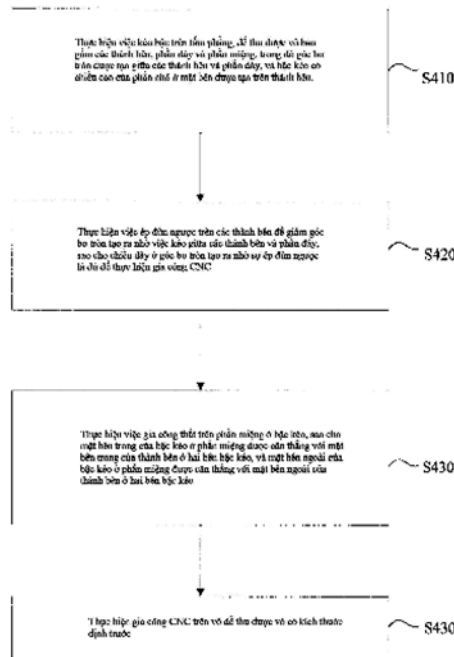 Thực hiện việc kéo bậc trên tấm phẳng, để thu được vỏ bao
gồm các thành bên, phần đáy và phần miệng, trong đó góc bo
tròn được tạo giữa các thành bên và phần đáy, và bậc kéo có
chiều cao của phần nhô ở mặt bên được tạo trên thành bên.
S410
Thực hiện việc ép đùn ngược trên các thành bên để giảm góc
bo tròn tạo ra nhờ việc kéo giữa các thành bên và phần đáy,
sao cho chiều dày ở góc bo tròn tạo ra nhờ sự ép đùn ngược
là đủ để thực hiện gia công CNC
S420
Thực hiện việc gia công thắt trên phần miệng ở bậc trên, sao cho
mặt bên trong của bậc kéo ở phần miệng được căn thẳng với mặt
bên trong của thành bên ở hai bên bậc kéo, và mặt bên ngoài của
bậc kéo ở phần miệng được căn thẳng với mặt bên ngoài của
thành bên ở hai bên bậc kéo
S430
Thực hiện gia công CNC trên vỏ để thu được vỏ có kích thước
định trước
S430